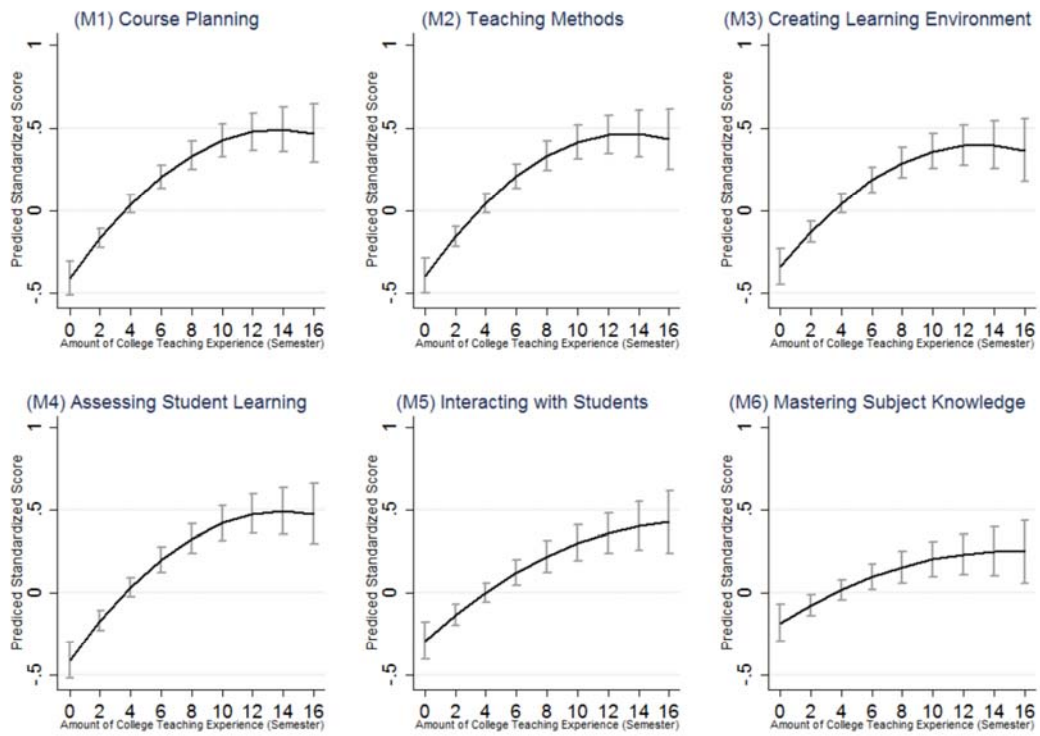 (M1) Course Planning
Prediced Standardized Score
1
.5
0
-.5
0 2 4 6 8 10 12 14 16
Amount of College Teaching Experience (Semester)
(M2) Teaching Methods
Prediced Standardized Score
1
.5
0
-.5
0 2 4 6 8 10 12 14 16
Amount of College Teaching Experience (Semester)
(M3) Creating Learning Environment
Prediced Standardized Score
1
.5
0
-.5
0 2 4 6 8 10 12 14 16
Amount of College Teaching Experience (Semester)
(M4) Assessing Student Learning
Prediced Standardized Score
1
.5
0
-.5
0 2 4 6 8 10 12 14 16
Amount of College Teaching Experience (Semester)
(M5) Interacting with Students
Prediced Standardized Score
1
.5
0
-.5
0 2 4 6 8 10 12 14 16
Amount of College Teaching Experience (Semester)
(M6) Mastering Subject Knowledge
Prediced Standardized Score
1
.5
0
-.5
0 2 4 6 8 10 12 14 16
Amount of College Teaching Experience (Semester)